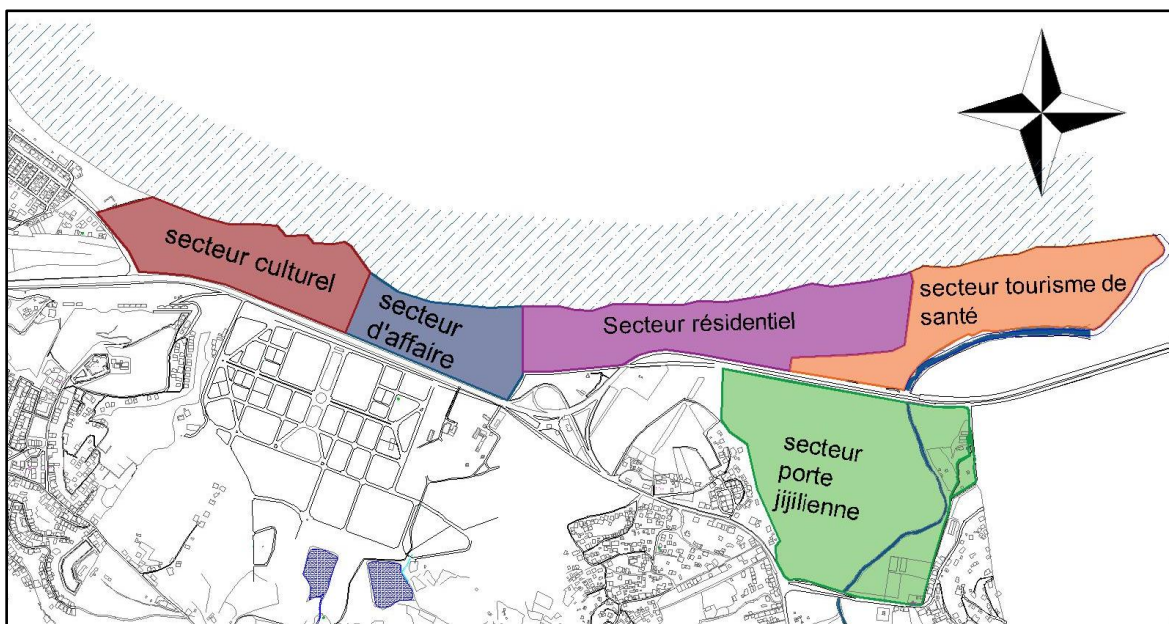 secteur culturel
secteur
d'affaire
Secteur résidentiel
secteur tourisme de
santé
secteur
porte
jijilienne